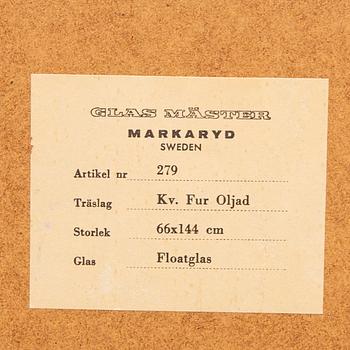 GLAS MÄSTER
MARKARYD
SWEDEN
Artikel nr 279
Träslag Kv. Fur Oljad
Storlek 66x144 cm
Glas Floatglas